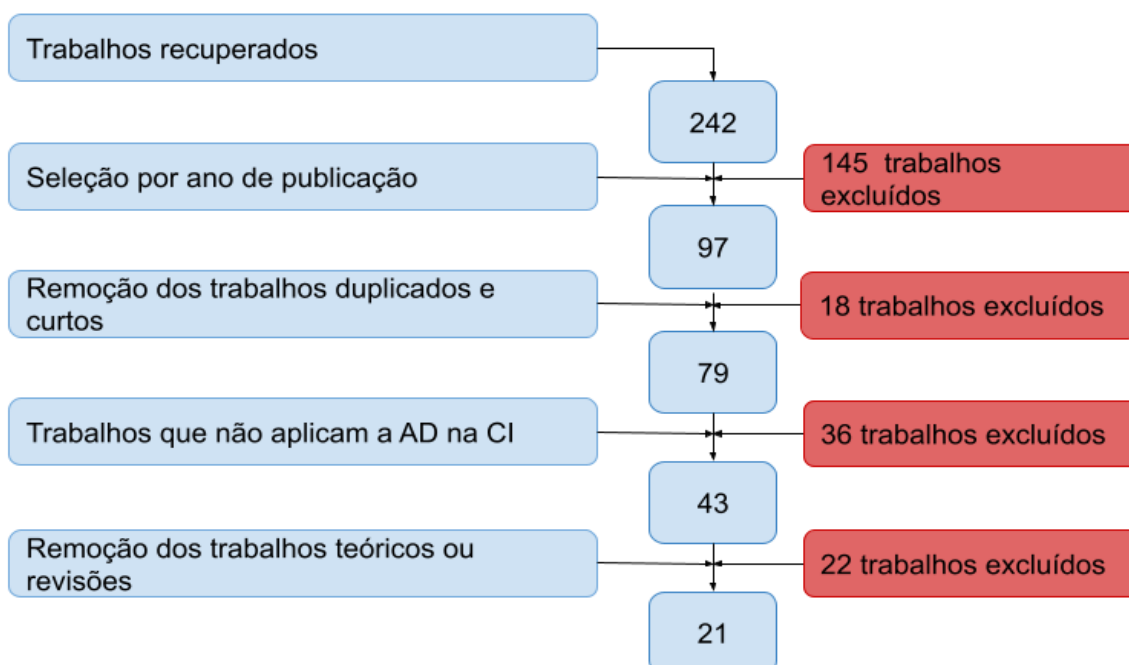 Trabalhos recuperados
242
Seleção por ano de publicação
145 trabalhos
excluídos
97
Remoção dos trabalhos duplicados e
curtos
18 trabalhos excluídos
79
Trabalhos que não aplicam a AD na CI
36 trabalhos excluídos
43
Remoção dos trabalhos teóricos ou
revisões
22 trabalhos excluídos
21